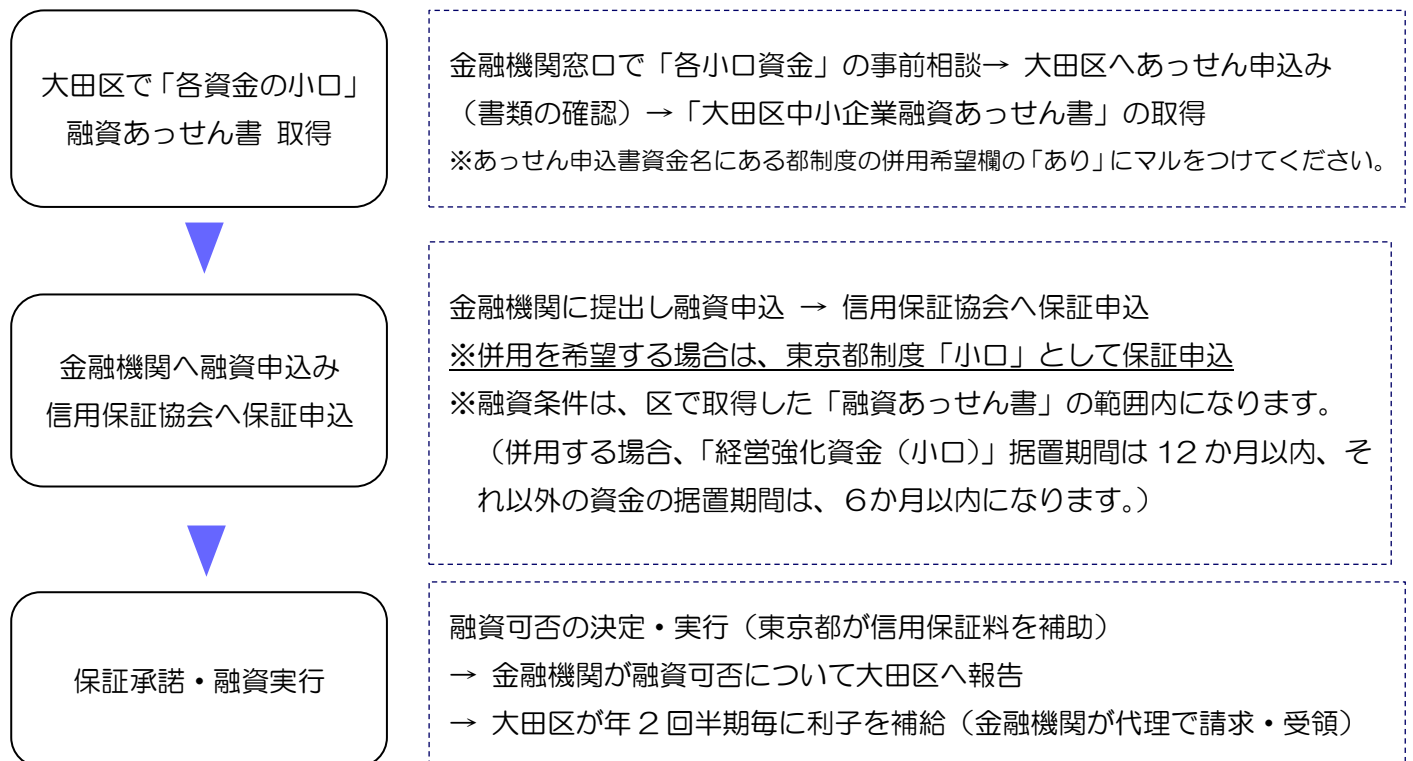 大田区で「各資金の小口」
融資あっせん書 取得
金融機関窓口で「各小口資金」の事前相談→ 大田区へあっせん申込み
（書類の確認）→「大田区中小企業融資あっせん書」の取得
※あっせん申込書資金名にある都制度の併用希望欄の「あり」にマルをつけてください。
金融機関へ融資申込み
信用保証協会へ保証申込
金融機関に提出し融資申込 → 信用保証協会へ保証申込
※併用を希望する場合は、東京都制度「小口」として保証申込
※融資条件は、区で取得した「融資あっせん書」の範囲内になります。
（併用する場合、「経営強化資金（小口）」据置期間は 12 か月以内、そ
れ以外の資金の据置期間は、６か月以内になります。）
保証承諾・融資実行
融資可否の決定・実行（東京都が信用保証料を補助）
→ 金融機関が融資可否について大田区へ報告
→ 大田区が年２回半期毎に利子を補給（金融機関が代理で請求・受領）